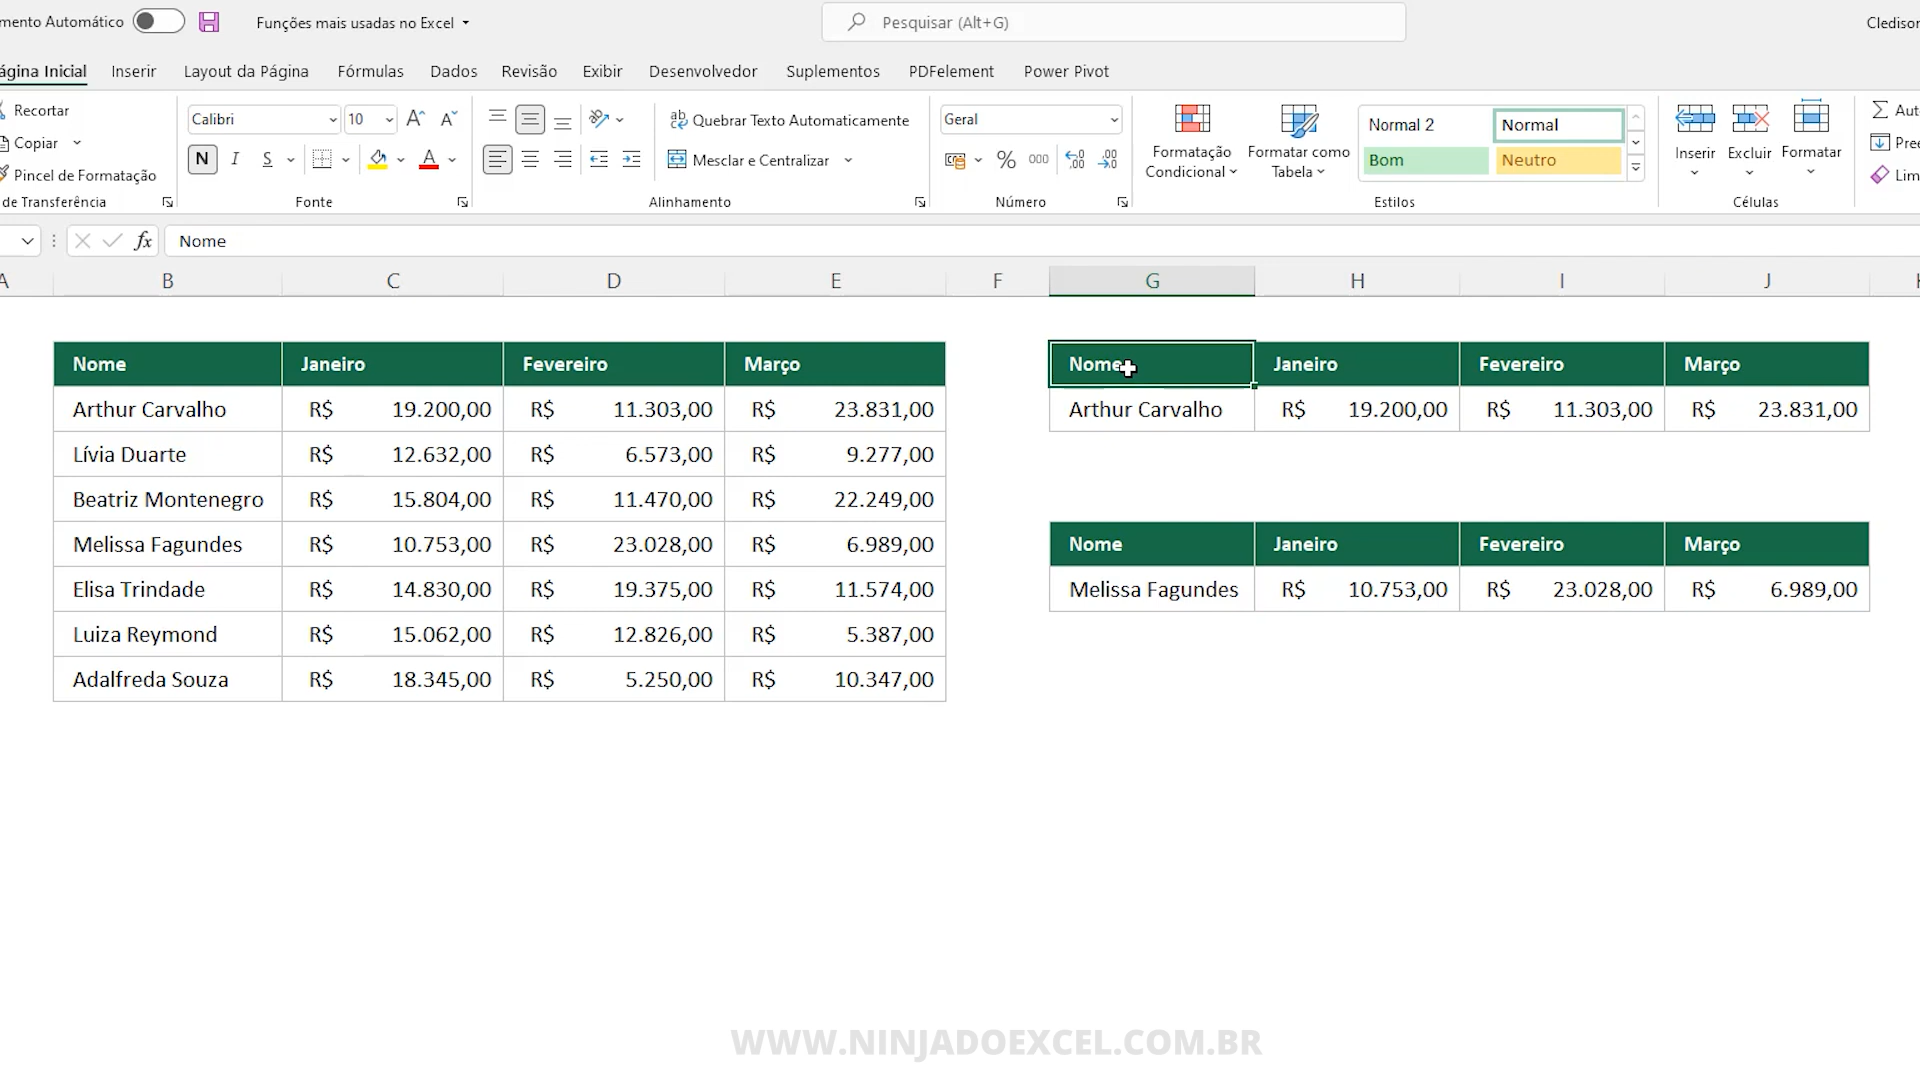 mento Automático
Funções mais usadas no Excel
Pesquisar (Alt+G)
Cledison
ágina Inicial Inserir Layout da Página Fórmulas Dados Revisão Exibir Desenvolvedor Suplementos PDFelement Power Pivot
Recortar
Copiar
Pincel de Formatação
de Transferência
Calibri 10
N I S
Fonte
Quebrar Texto Automaticamente
Mesclar e Centralizar
Alinhamento
Geral
% 000
Número
Formatação
Condicional
Formatar como
Tabela
Normal 2 Normal
Bom Neutro
Estilos
Inserir Excluir Formatar
Células
Aut
Pree
Lim
fx Nome
A B C D E F G H I J K
Nome Janeiro Fevereiro Março
Arthur Carvalho R$ 19.200,00 R$ 11.303,00 R$ 23.831,00
Lívia Duarte R$ 12.632,00 R$ 6.573,00 R$ 9.277,00
Beatriz Montenegro R$ 15.804,00 R$ 11.470,00 R$ 22.249,00
Melissa Fagundes R$ 10.753,00 R$ 23.028,00 R$ 6.989,00
Elisa Trindade R$ 14.830,00 R$ 19.375,00 R$ 11.574,00
Luiza Reymond R$ 15.062,00 R$ 12.826,00 R$ 5.387,00
Adalfreda Souza R$ 18.345,00 R$ 5.250,00 R$ 10.347,00
Nome Janeiro Fevereiro Março
Arthur Carvalho R$ 19.200,00 R$ 11.303,00 R$ 23.831,00
Nome Janeiro Fevereiro Março
Melissa Fagundes R$ 10.753,00 R$ 23.028,00 R$ 6.989,00
WWW.NINJADOEXCEL.COM.BR